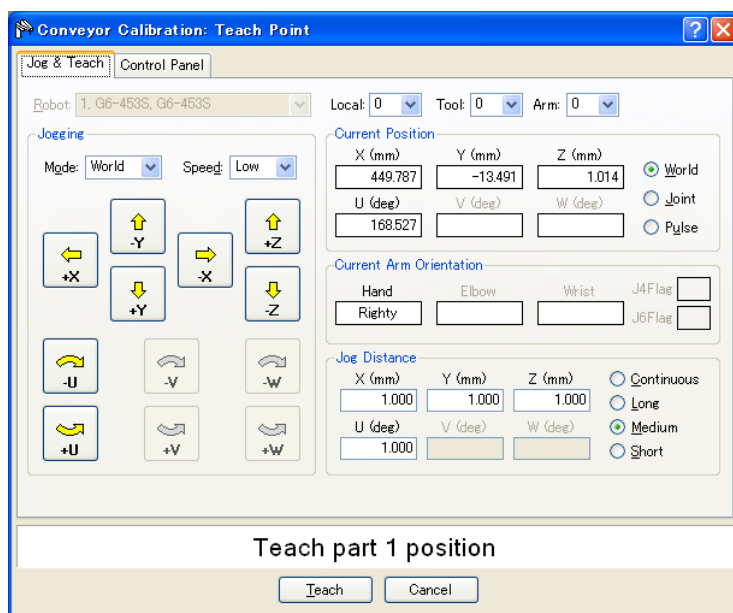 Conveyor Calibration: Teach Point
Jog & Teach Control Panel
Robot: 1, G6-453S, G6-453S Local: 0 Tool: 0 Arm: 0
Jogging
Mode: World Speed: Low
-Y +Z
+X -X
+Y -Z
-U -V -W
+U +V +W
Current Position
X (mm) Y (mm) Z (mm)
449.787 -13.491 1.014
World
U (deg) V (deg) W (deg)
Joint
168.527
Pulse
Current Arm Orientation
Hand Elbow Wrist J4Flag
Righty
J6Flag
Jog Distance
X (mm) Y (mm) Z (mm)
Continuous
1.000 1.000 1.000
Long
U (deg) V (deg) W (deg)
Medium
1.000
Short
Teach part 1 position
Teach Cancel